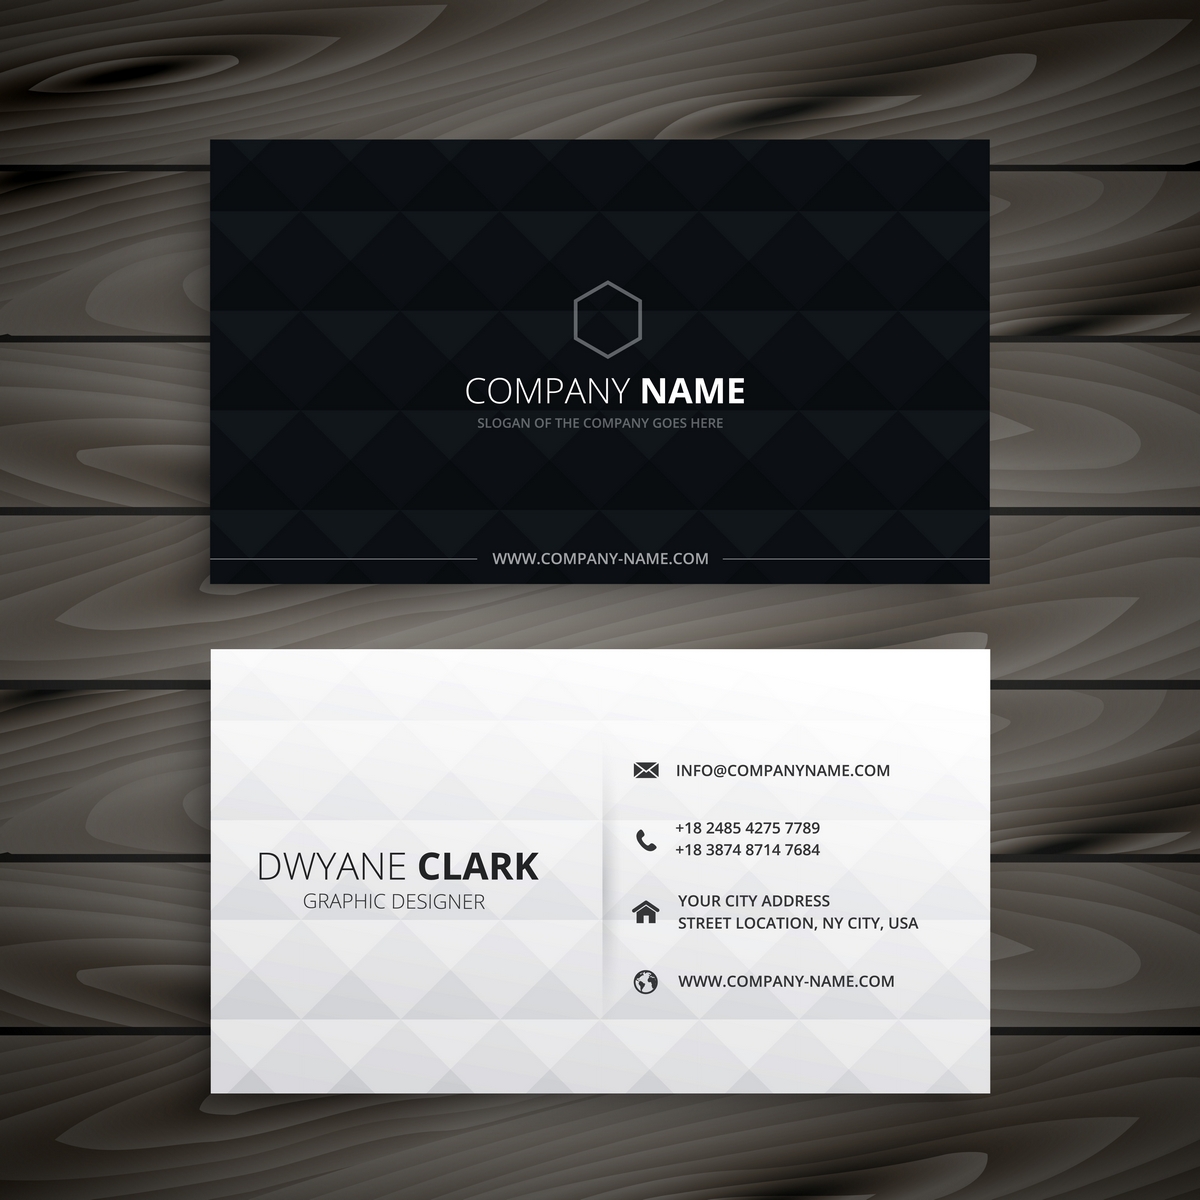 COMPANY NAME
SLOGAN OF THE COMPANY GOES HERE
WWW.COMPANY-NAME.COM
DWYANE CLARK
GRAPHIC DESIGNER
INFO@COMPANYNAME.COM
+18 2485 4275 7789
+18 3874 8714 7684
YOUR CITY ADDRESS
STREET LOCATION, NY CITY, USA
WWW.COMPANY-NAME.COM